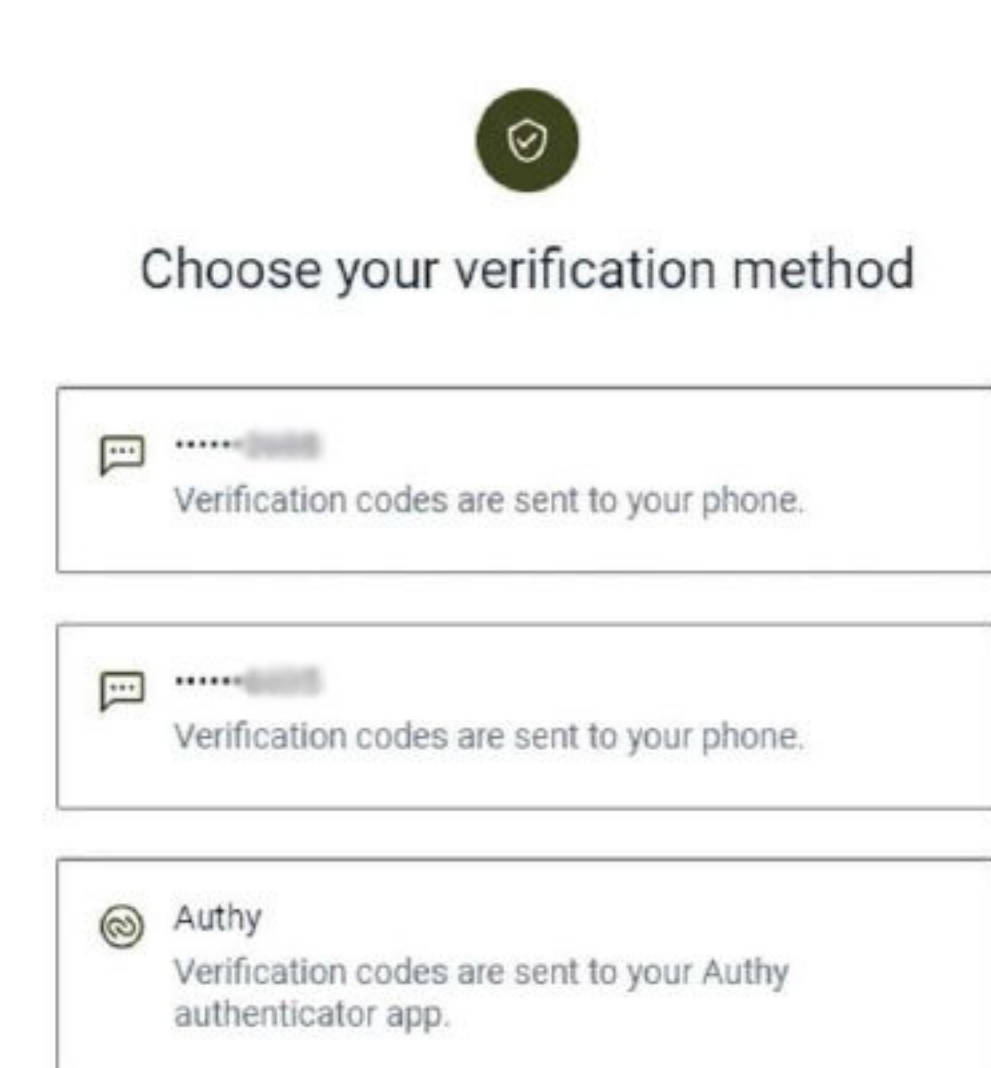 Choose your verification method
••••••
Verification codes are sent to your phone.
••••••
Verification codes are sent to your phone.
Authy
Verification codes are sent to your Authy
authenticator app.